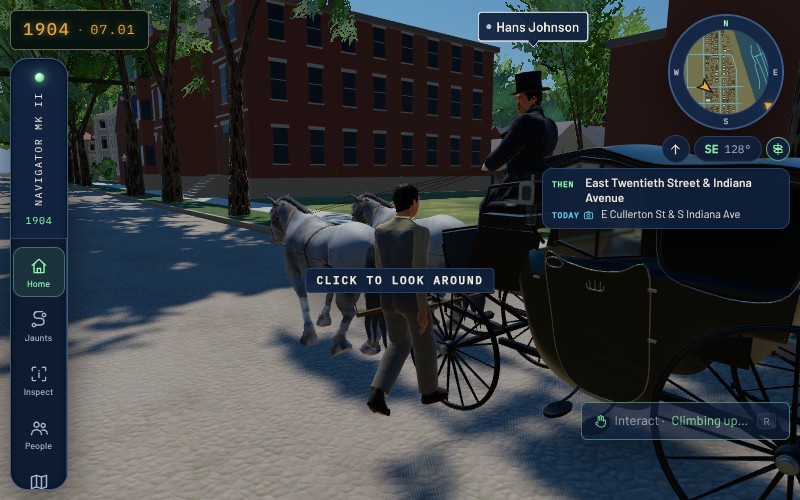 1904 · 07.01
Hans Johnson
N
W
E
S
NAVIGATOR MK II
1904
SE 128°
THEN East Twentieth Street & Indiana
Avenue
TODAY E Cullerton St & S Indiana Ave
Home
CLICK TO LOOK AROUND
Jaunts
Inspect
People
Interact · Climbing up... R